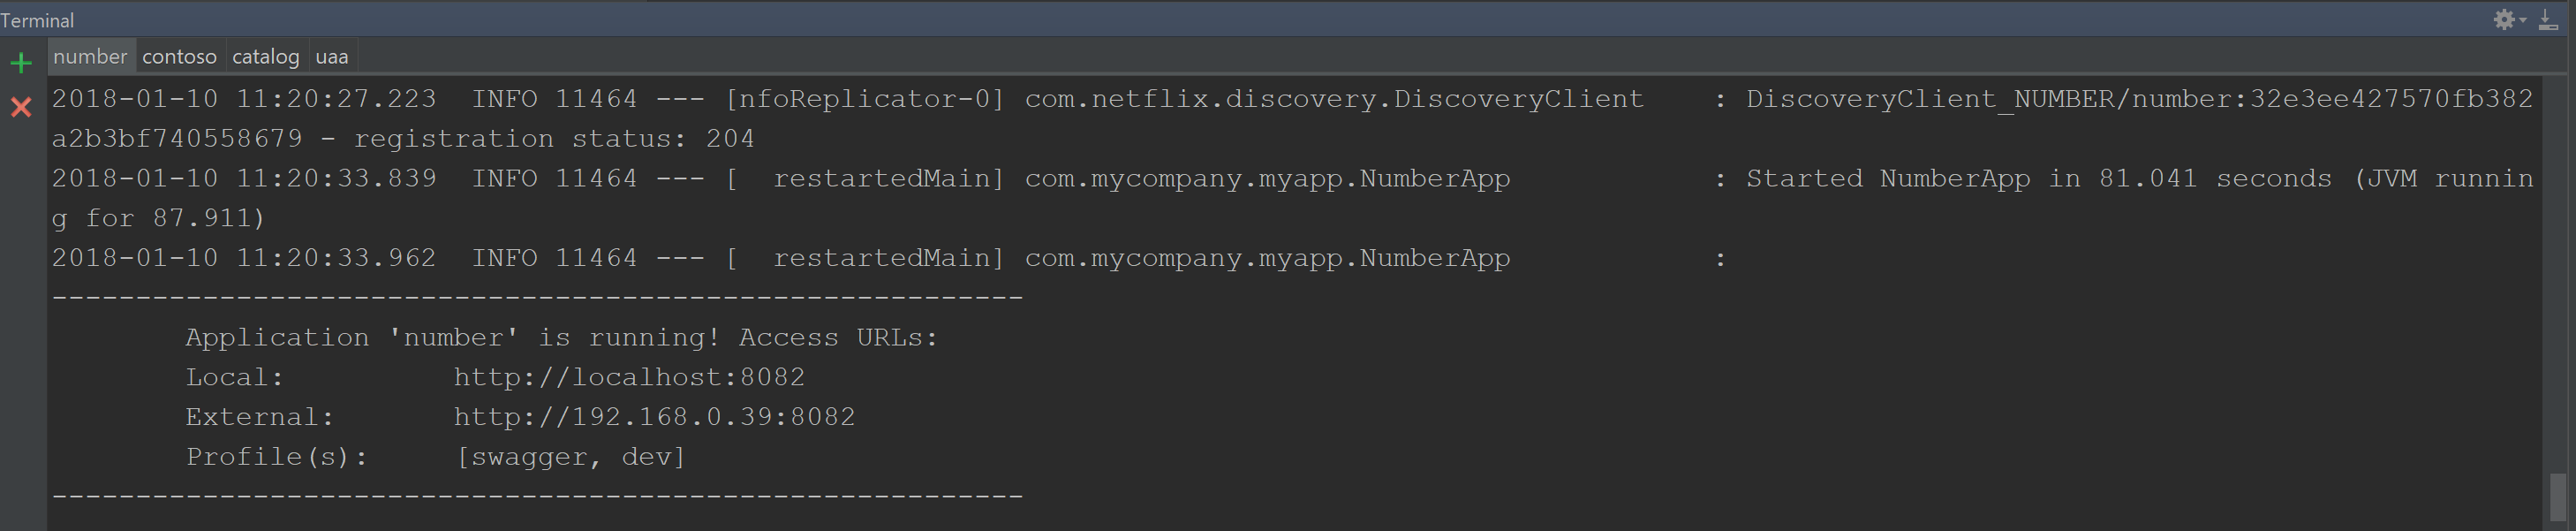 Terminal
number contoso catalog uaa
2018-01-10 11:20:27.223  INFO 11464 --- [nfoReplicator-0] com.netflix.discovery.DiscoveryClient    : DiscoveryClient_NUMBER/number:32e3ee427570fb382
a2b3bf740558679 - registration status: 204
2018-01-10 11:20:33.839  INFO 11464 --- [  restartedMain] com.mycompany.myapp.NumberApp            : Started NumberApp in 81.041 seconds (JVM runnin
g for 87.911)
2018-01-10 11:20:33.962  INFO 11464 --- [  restartedMain] com.mycompany.myapp.NumberApp            :
----------------------------------------------------------
        Application 'number' is running! Access URLs:
        Local:          http://localhost:8082
        External:       http://192.168.0.39:8082
        Profile(s):     [swagger, dev]
----------------------------------------------------------